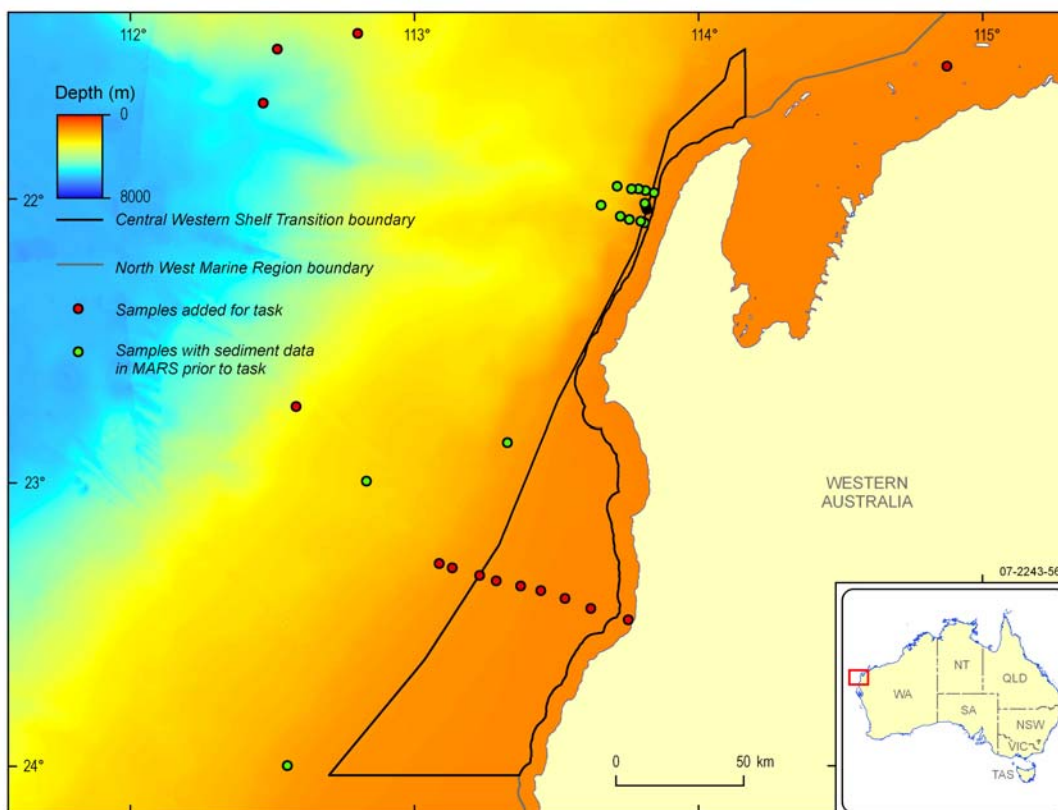 112° 113° 114° 115°
Depth (m)
0
8000
22°
Central Western Shelf Transition boundary
North West Marine Region boundary
Samples added for task
Samples with sediment data
in MARS prior to task
23°
WESTERN
AUSTRALIA
07-2243-56
24°
0 50 km
WA
NT
QLD
SA
NSW
VIC
TAS